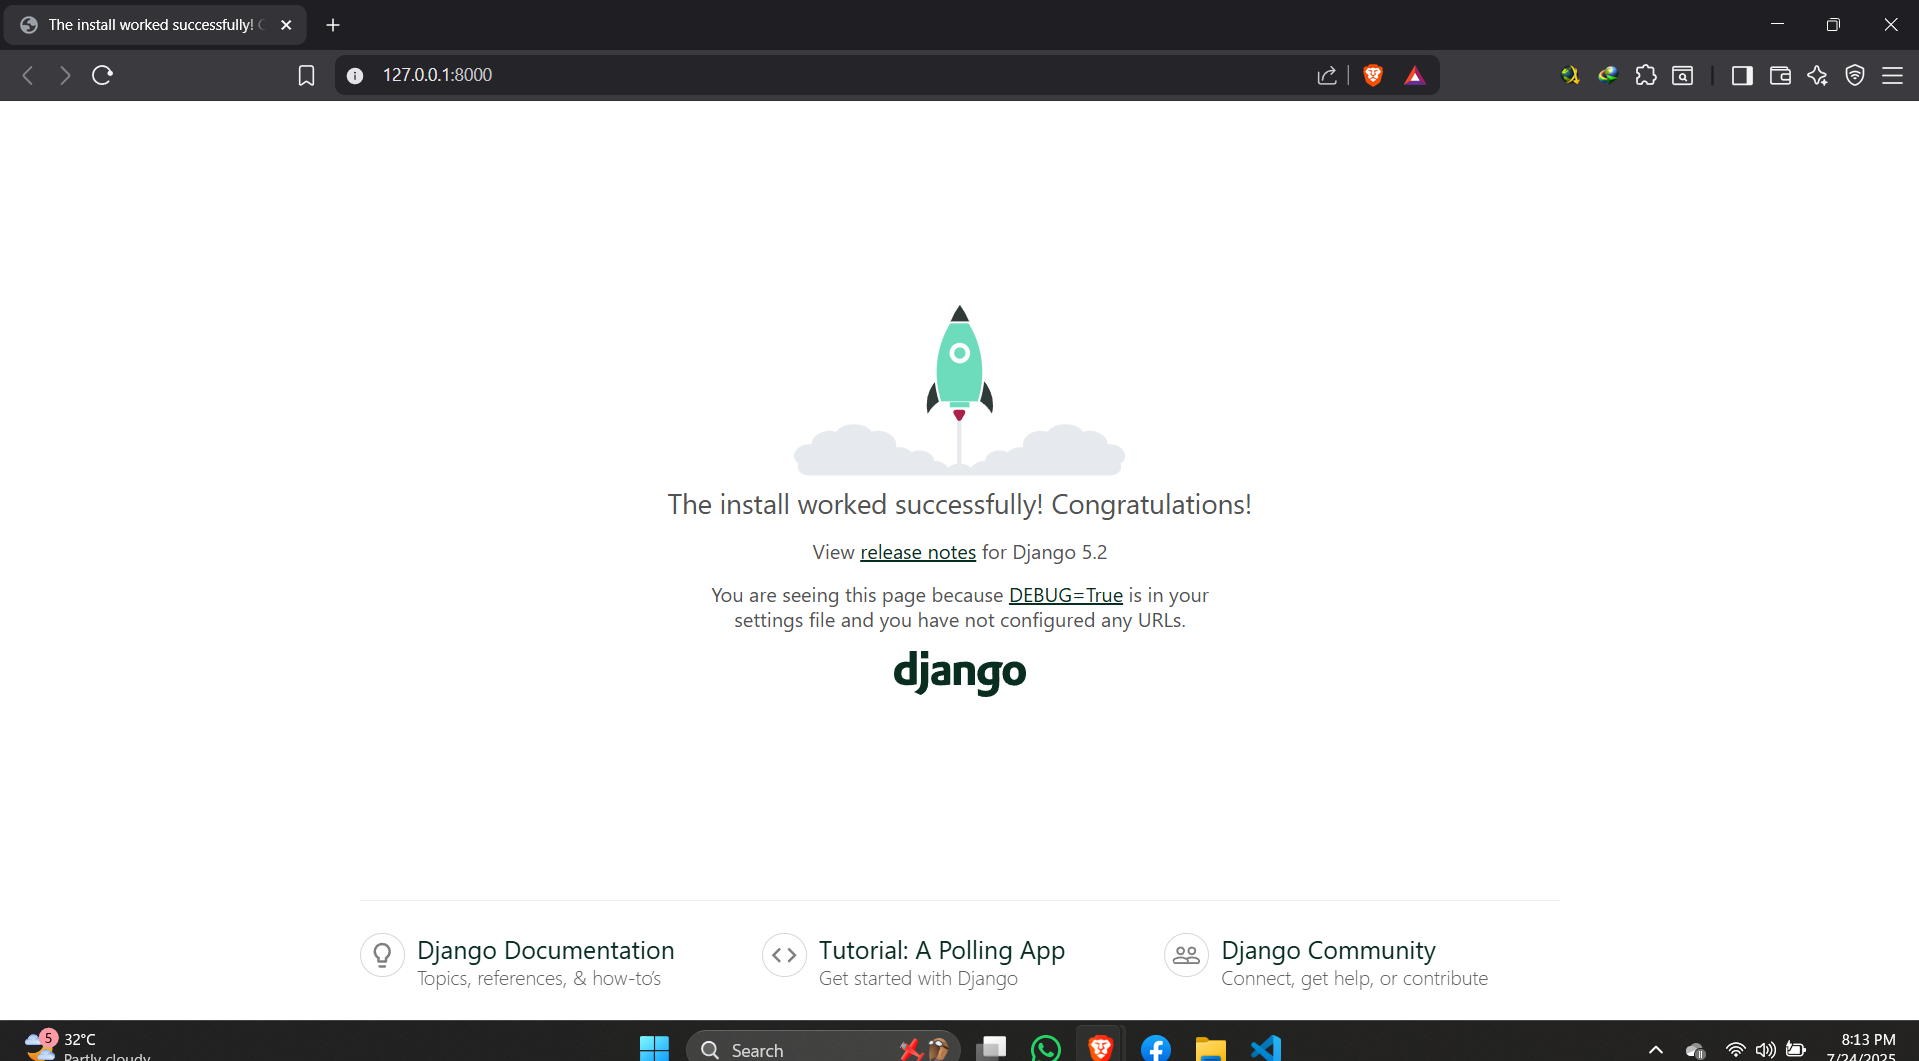 The install worked successfully!
127.0.0.1:8000
The install worked successfully! Congratulations!
View release notes for Django 5.2
You are seeing this page because DEBUG=True is in your
settings file and you have not configured any URLs.
django
Django Documentation
Topics, references, & how-to's
Tutorial: A Polling App
Get started with Django
Django Community
Connect, get help, or contribute
5
32°C
Partly cloudy
Search
8:13 PM
7/24/2025